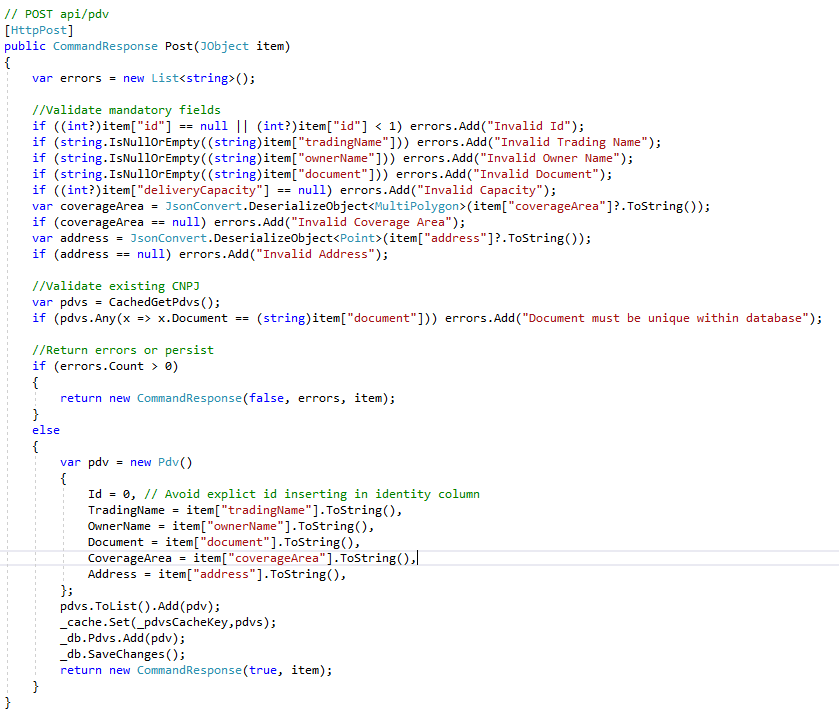 // POST api/pdv
[HttpPost]
public CommandResponse Post(JObject item)
{
    var errors = new List<string>();

    //Validate mandatory fields
    if ((int?)item["id"] == null || (int?)item["id"] < 1) errors.Add("Invalid Id");
    if (string.IsNullOrEmpty((string)item["tradingName"])) errors.Add("Invalid Trading Name");
    if (string.IsNullOrEmpty((string)item["ownerName"])) errors.Add("Invalid Owner Name");
    if (string.IsNullOrEmpty((string)item["document"])) errors.Add("Invalid Document");
    if ((int?)item["deliveryCapacity"] == null) errors.Add("Invalid Capacity");
    var coverageArea = JsonConvert.DeserializeObject<MultiPolygon>(item["coverageArea"]?.ToString());
    if (coverageArea == null) errors.Add("Invalid Coverage Area");
    var address = JsonConvert.DeserializeObject<Point>(item["address"]?.ToString());
    if (address == null) errors.Add("Invalid Address");

    //Validate existing CNPJ
    var pdvs = CachedGetPdvs();
    if (pdvs.Any(x => x.Document == (string)item["document"])) errors.Add("Document must be unique within database");

    //Return errors or persist
    if (errors.Count > 0)
    {
        return new CommandResponse(false, errors, item);
    }
    else
    {
        var pdv = new Pdv()
        {
            Id = 0, // Avoid explict id inserting in identity column
            TradingName = item["tradingName"].ToString(),
            OwnerName = item["ownerName"].ToString(),
            Document = item["document"].ToString(),
            CoverageArea = item["coverageArea"].ToString(),
            Address = item["address"].ToString(),
        };
        pdvs.ToList().Add(pdv);
        _cache.Set(_pdvsCacheKey,pdvs);
        _db.Pdvs.Add(pdv);
        _db.SaveChanges();
        return new CommandResponse(true, item);
    }
}